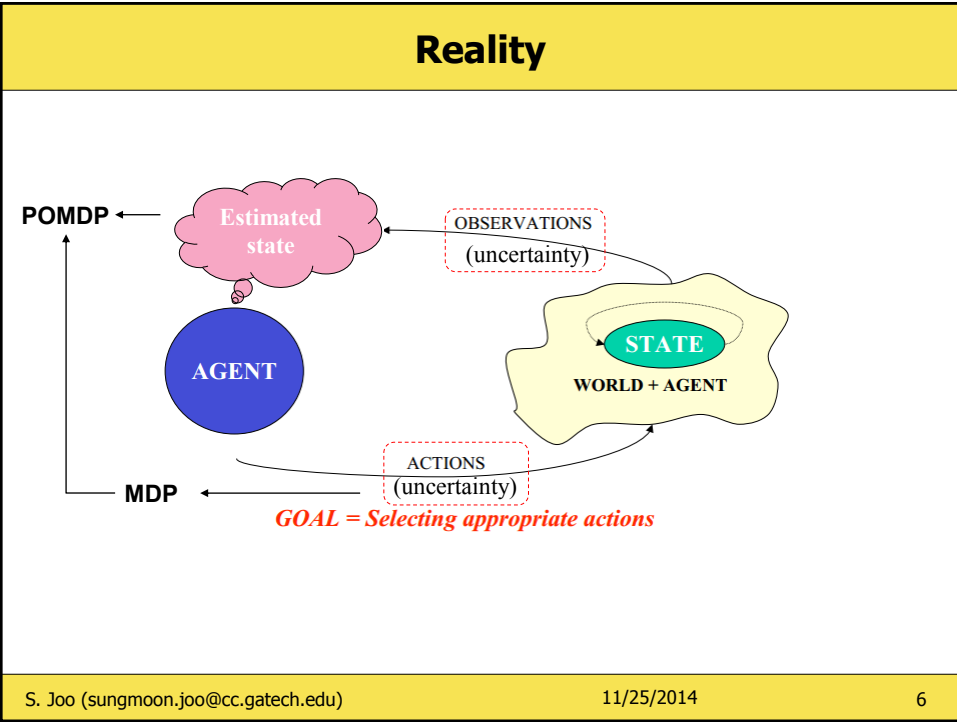 Reality
POMDP
Estimated
state
OBSERVATIONS
(uncertainty)
AGENT
STATE
WORLD + AGENT
ACTIONS
(uncertainty)
MDP
GOAL = Selecting appropriate actions
S. Joo (sungmoon.joo@cc.gatech.edu) 11/25/2014 6